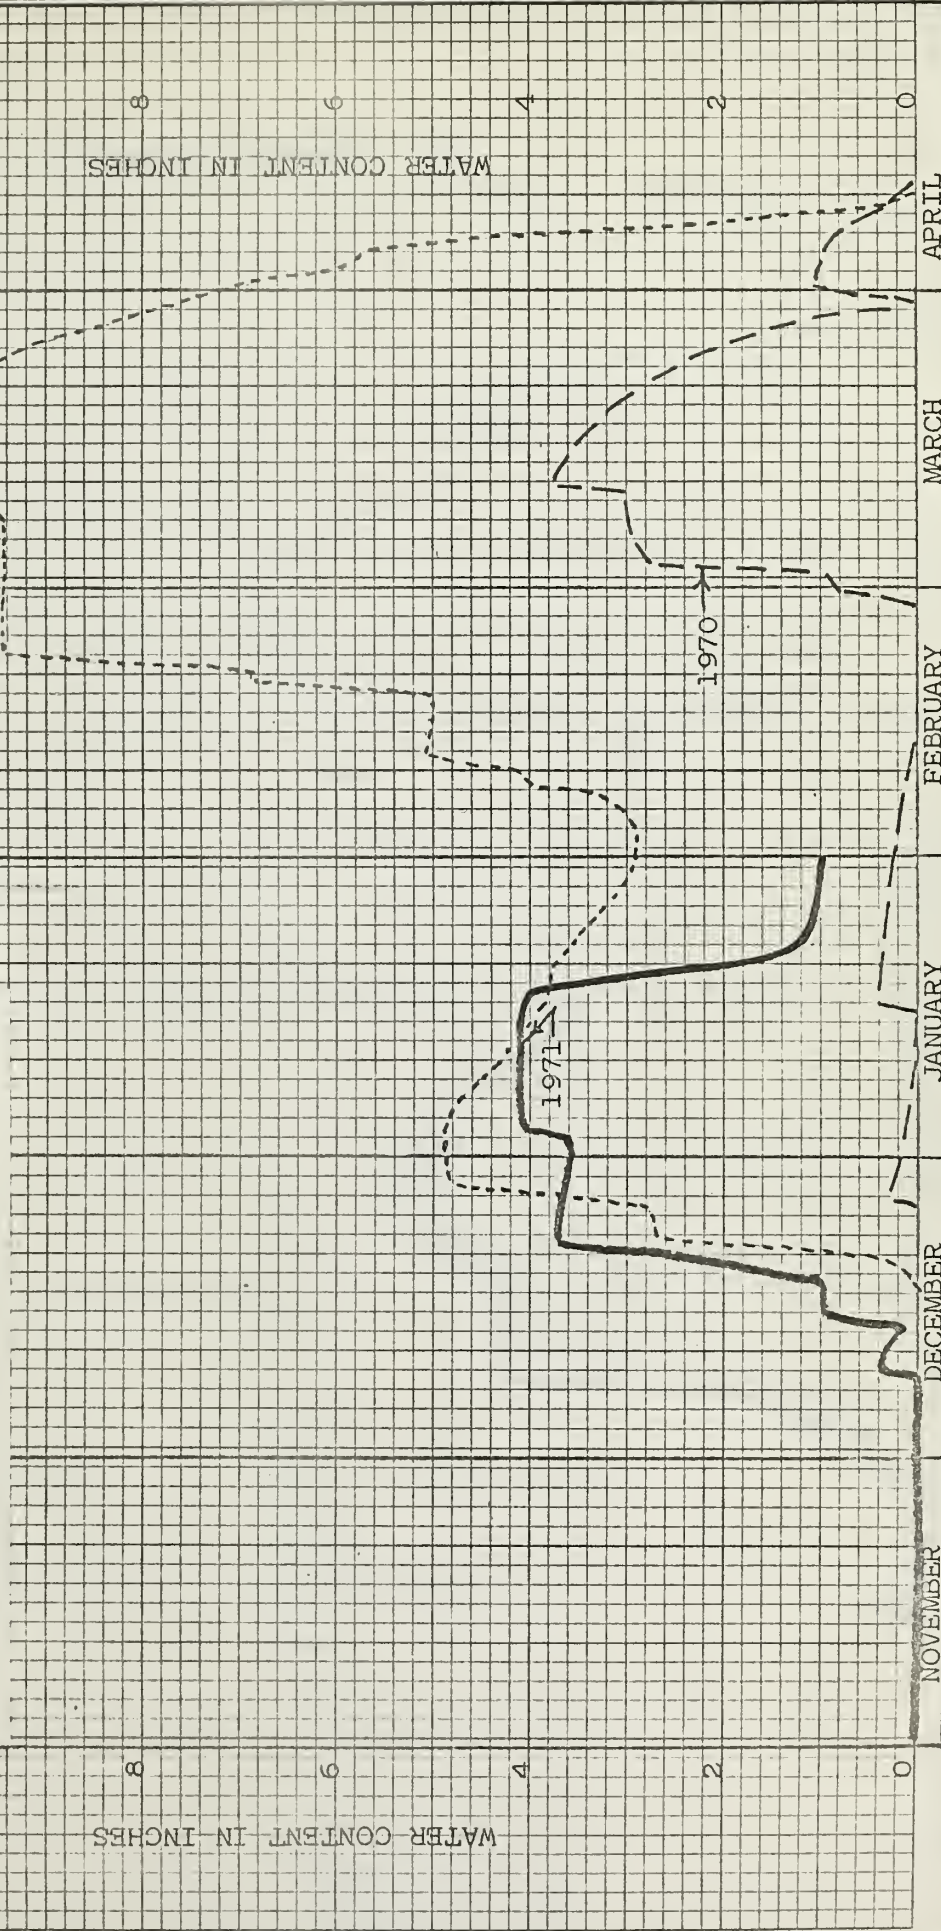 WATER CONTENT IN INCHES
8
6
4
2
0
WATER CONTENT IN INCHES
8
6
4
2
0
1971
1970
NOVEMBER
DECEMBER
JANUARY
FEBRUARY
MARCH
APRIL